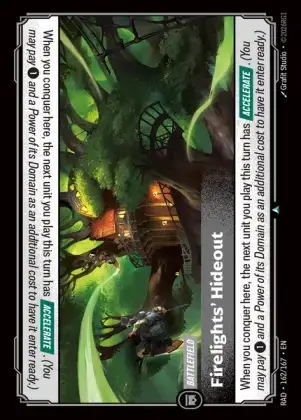 When you conquer here, the next unit you play this turn has ACCELERATE. (You
may pay 1 and a Power of its Domain as an additional cost to have it enter ready.)
BATTLEFIELD
Firelights' Hideout
When you conquer here, the next unit you play this turn has ACCELERATE. (You
may pay 1 and a Power of its Domain as an additional cost to have it enter ready.)
RAD • 162/167 • EN
Grafit Studio • ©2026RGI